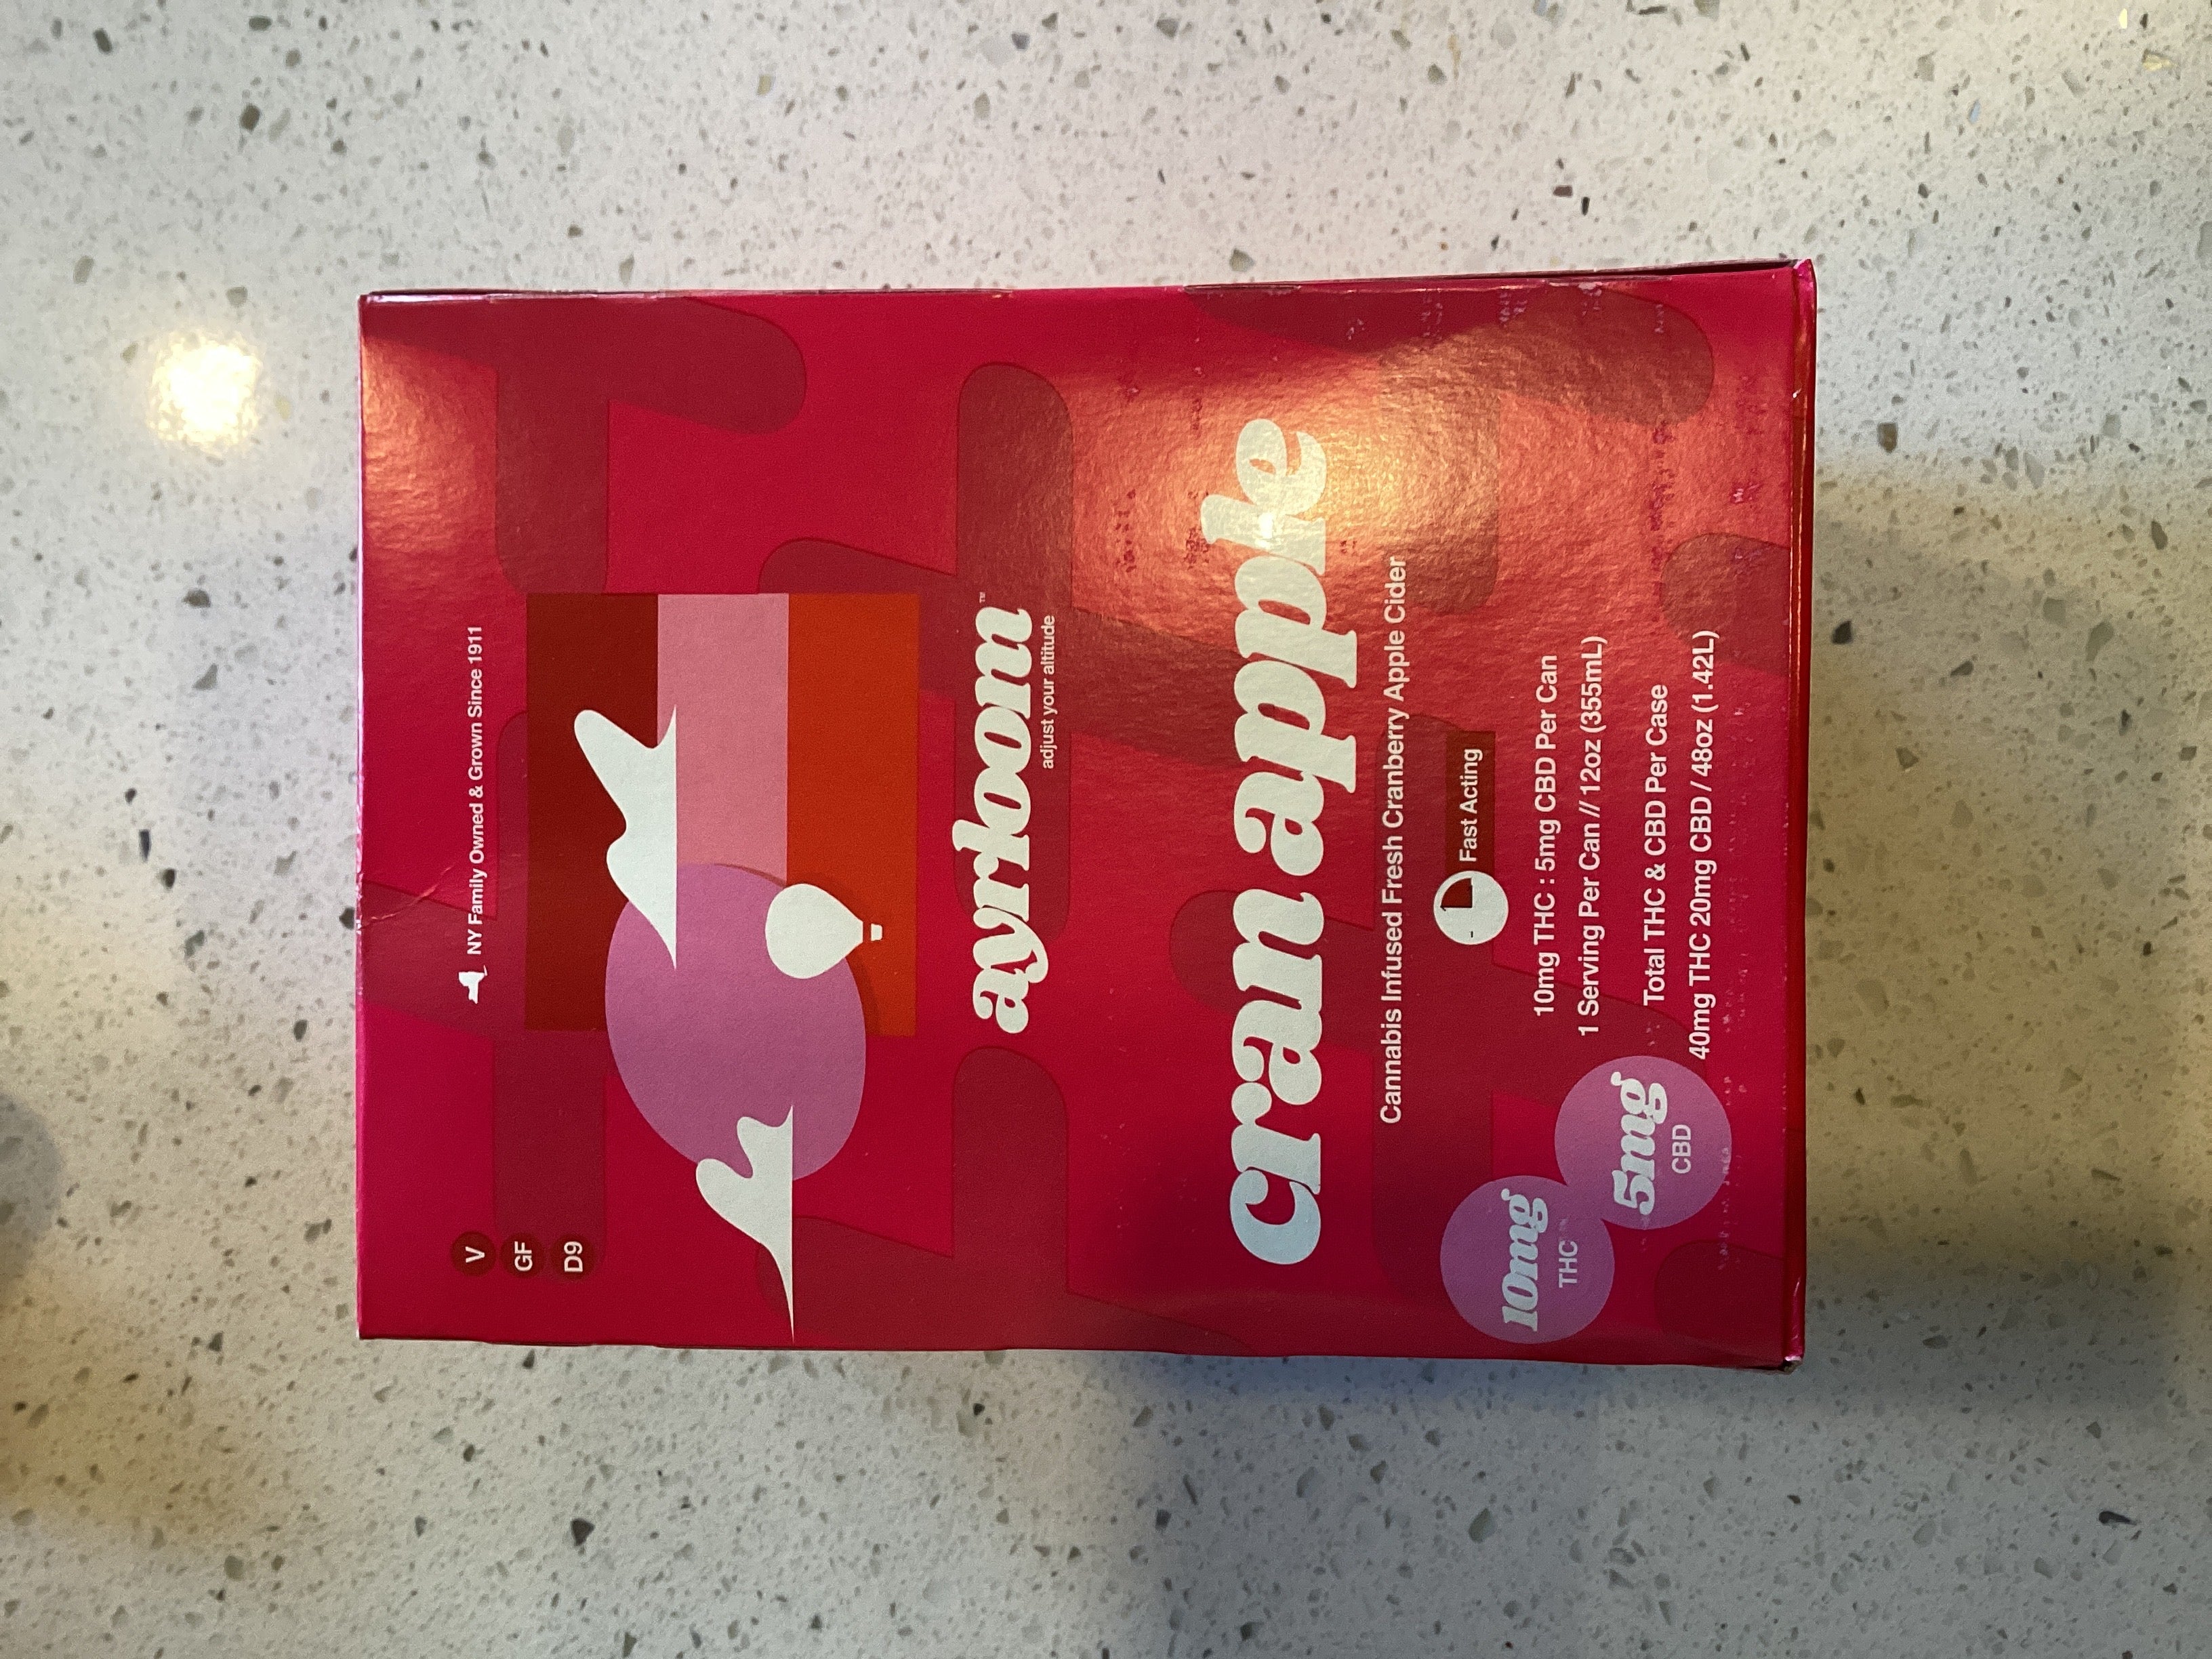 NY Family Owned & Grown Since 1911
V
GF
D9
ayrloom™
adjust your altitude
cran apple
Cannabis Infused Fresh Cranberry Apple Cider
Fast Acting
10mg THC : 5mg CBD Per Can
1 Serving Per Can // 12oz (355mL)
Total THC & CBD Per Case
40mg THC 20mg CBD / 48oz (1.42L)
10mg
THC
5mg
CBD